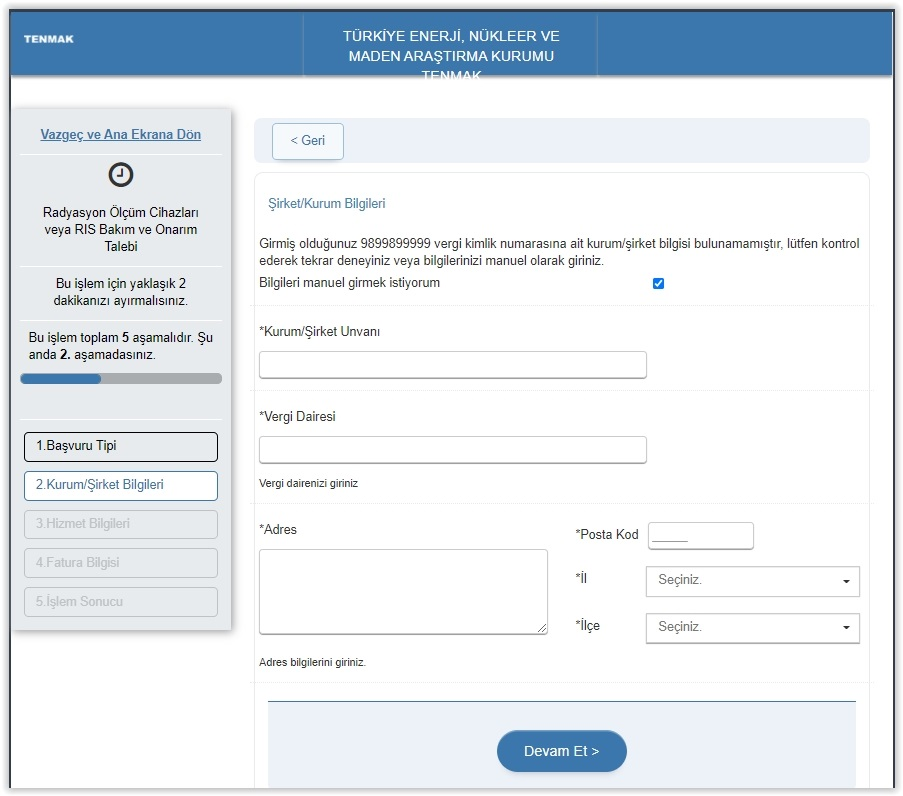 TENMAK
TÜRKİYE ENERJİ, NÜKLEER VE
MADEN ARAŞTIRMA KURUMU
TENMAK
Vazgeç ve Ana Ekrana Dön
Radyasyon Ölçüm Cihazları
veya RIS Bakım ve Onarım
Talebi
Bu işlem için yaklaşık 2
dakikanızı ayırmalısınız.
Bu işlem toplam 5 aşamalıdır. Şu
anda 2. aşamadasınız.
1.Başvuru Tipi
2.Kurum/Şirket Bilgileri
3.Hizmet Bilgileri
4.Fatura Bilgisi
5.İşlem Sonucu
< Geri
Şirket/Kurum Bilgileri
Girmiş olduğunuz 9899899999 vergi kimlik numarasına ait kurum/şirket bilgisi bulunamamıştır, lütfen kontrol
ederek tekrar deneyiniz veya bilgilerinizi manuel olarak giriniz.
Bilgileri manuel girmek istiyorum
*Kurum/Şirket Unvanı
*Vergi Dairesi
Vergi dairenizi giriniz
*Adres
*Posta Kod _____
*İl Seçiniz.
*İlçe Seçiniz.
Adres bilgilerini giriniz.
Devam Et >